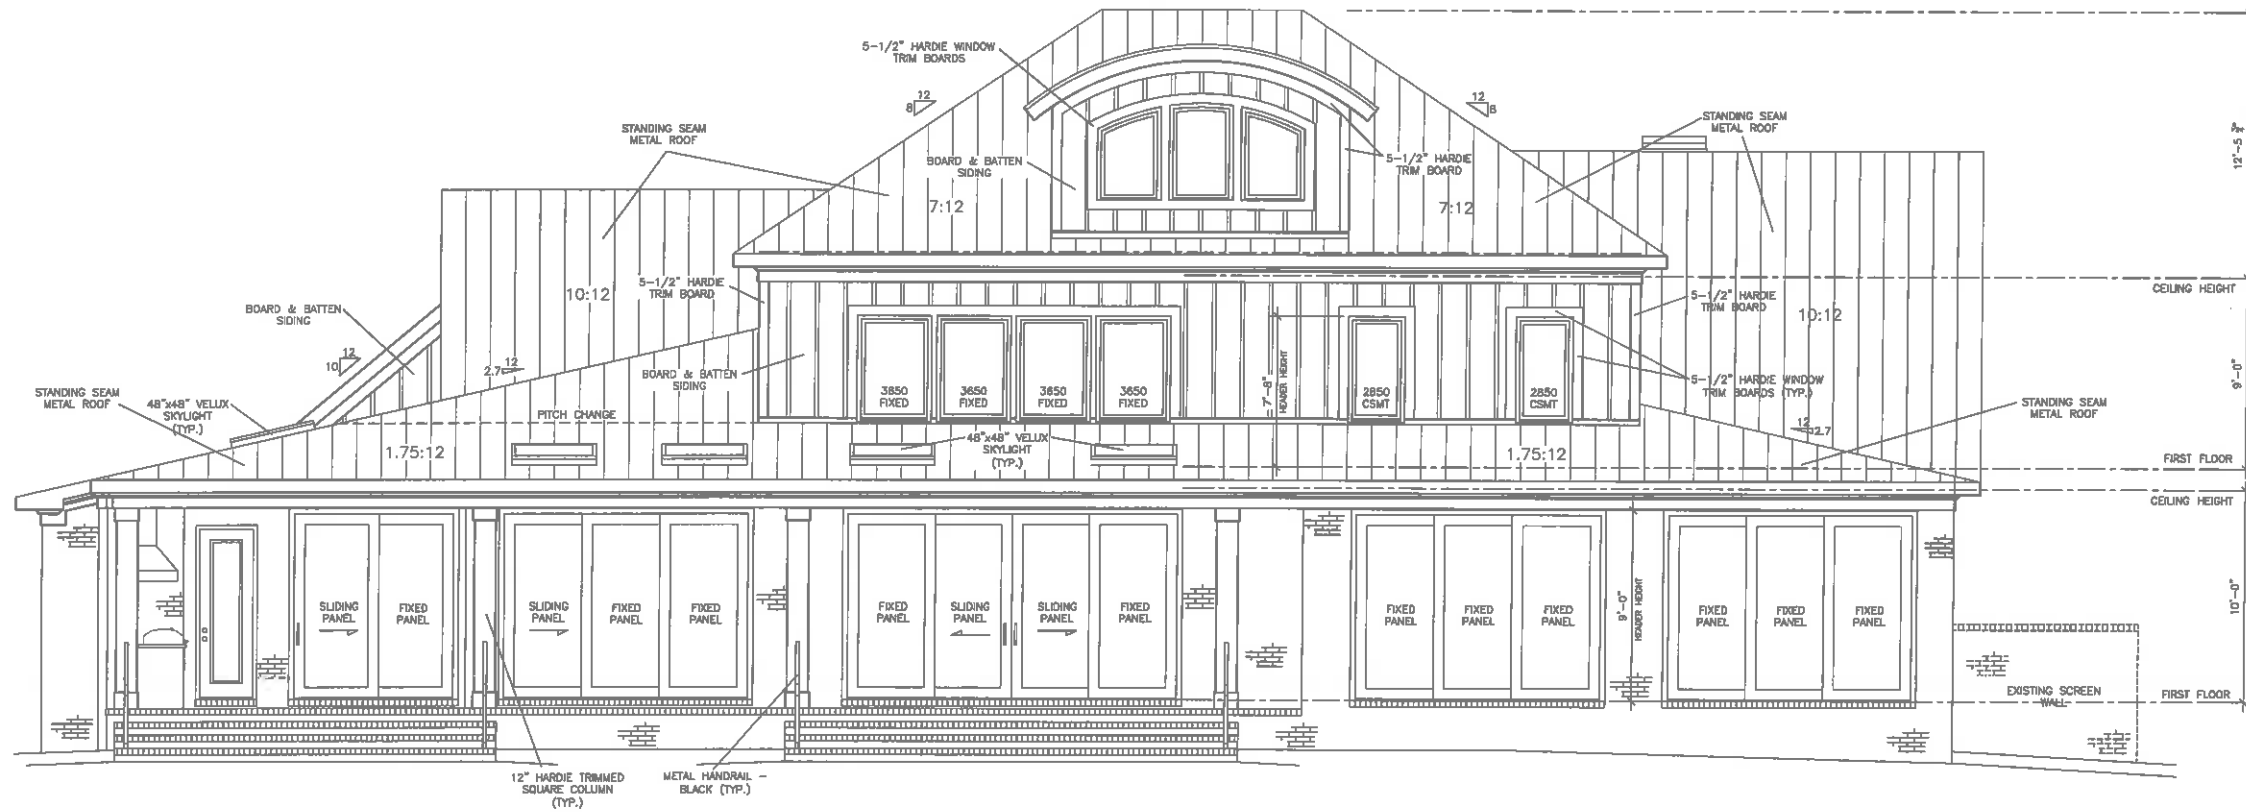 5-1/2" HARDIE WINDOW
TRIM BOARDS
12
8
12
8
STANDING SEAM
METAL ROOF
STANDING SEAM
METAL ROOF
BOARD & BATTEN
SIDING
5-1/2" HARDIE
TRIM BOARD
12'-5 3/4"
7:12
7:12
5-1/2" HARDIE
TRIM BOARD
10:12
BOARD & BATTEN
SIDING
5-1/2" HARDIE
TRIM BOARD
10:12
CEILING HEIGHT
12
10
12
2.7
BOARD & BATTEN
SIDING
7'-8"
HEADER HEIGHT
9'-0"
STANDING SEAM
METAL ROOF
48"x48" VELUX
SKYLIGHT
(TYP.)
3650
FIXED
3650
FIXED
3650
FIXED
3650
FIXED
2850
CSMT
2850
CSMT
5-1/2" HARDIE WINDOW
TRIM BOARDS (TYP.)
STANDING SEAM
METAL ROOF
PITCH CHANGE
12
2.7
1.75:12
48"x48" VELUX
SKYLIGHT
(TYP.)
1.75:12
FIRST FLOOR
CEILING HEIGHT
SLIDING
PANEL
FIXED
PANEL
SLIDING
PANEL
FIXED
PANEL
FIXED
PANEL
FIXED
PANEL
SLIDING
PANEL
SLIDING
PANEL
FIXED
PANEL
FIXED
PANEL
FIXED
PANEL
FIXED
PANEL
9'-0"
HEADER HEIGHT
FIXED
PANEL
FIXED
PANEL
FIXED
PANEL
10'-0"
EXISTING SCREEN
WALL
FIRST FLOOR
12" HARDIE TRIMMED
SQUARE COLUMN
(TYP.)
METAL HANDRAIL -
BLACK (TYP.)